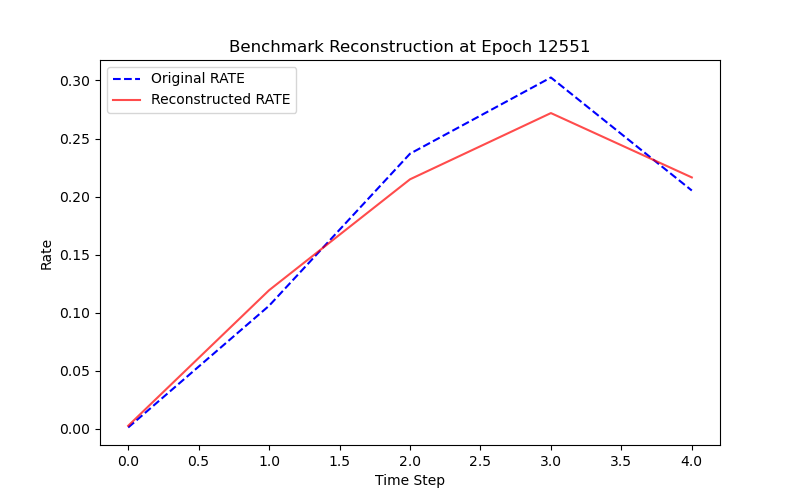 Benchmark Reconstruction at Epoch 12551
Original RATE
Reconstructed RATE
0.30
0.25
0.20
0.15
0.10
0.05
0.00
Rate
0.0 0.5 1.0 1.5 2.0 2.5 3.0 3.5 4.0
Time Step